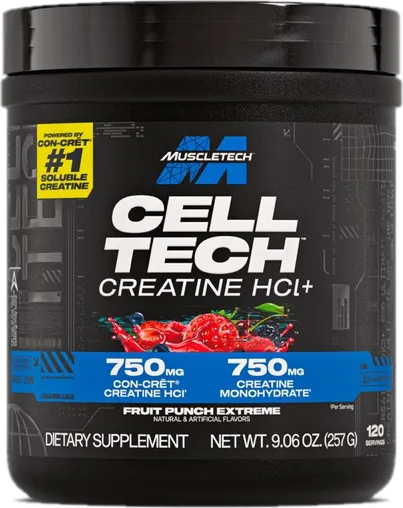 MUSCLETECH
POWERED BY
CON-CRĒT®
#1
SOLUBLE
CREATINE
CELL
TECH™
CREATINE HCl+
750MG
CON-CRĒT®
CREATINE HCl†
750MG
CREATINE
MONOHYDRATE†
†Per Serving
FRUIT PUNCH EXTREME
NATURAL & ARTIFICIAL FLAVORS
120
SERVINGS
DIETARY SUPPLEMENT
NET WT. 9.06 OZ. (257 G)